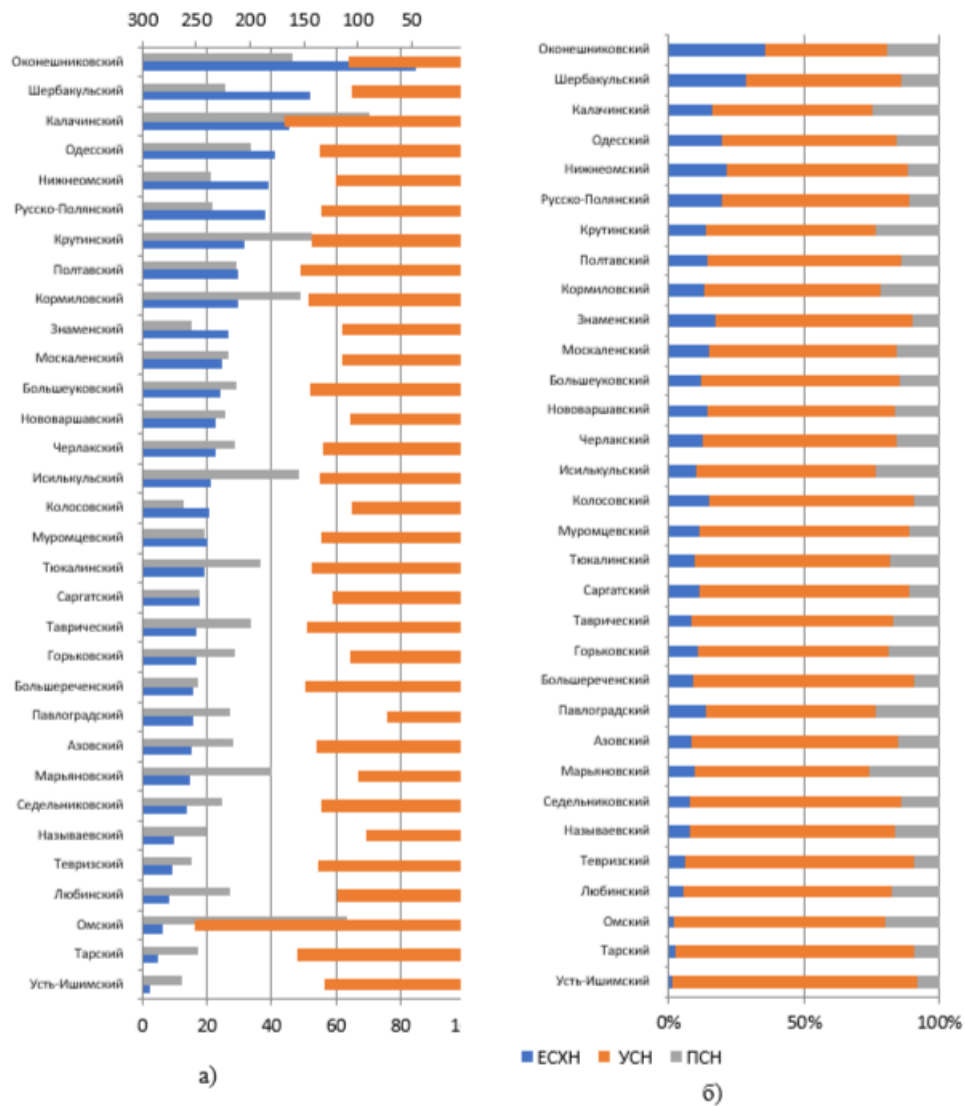 300 250 200 150 100 50
Оконешниковский
Шербакульский
Калачинский
Одесский
Нижнеомский
Русско-Полянский
Крутинский
Полтавский
Кормиловский
Знаменский
Москаленский
Большеуковский
Нововаршавский
Черлакский
Исилькульский
Колосовский
Муромцевский
Тюкалинский
Саргатский
Таврический
Горьковский
Большереченский
Павлоградский
Азовский
Марьяновский
Седельниковский
Называевский
Тевризский
Любинский
Омский
Тарский
Усть-Ишимский
0 20 40 60 80 1
а)
Оконешниковский
Шербакульский
Калачинский
Одесский
Нижнеомский
Русско-Полянский
Крутинский
Полтавский
Кормиловский
Знаменский
Москаленский
Большеуковский
Нововаршавский
Черлакский
Исилькульский
Колосовский
Муромцевский
Тюкалинский
Саргатский
Таврический
Горьковский
Большереченский
Павлоградский
Азовский
Марьяновский
Седельниковский
Называевский
Тевризский
Любинский
Омский
Тарский
Усть-Ишимский
0% 50% 100%
ЕСХН УСН ПСН
б)